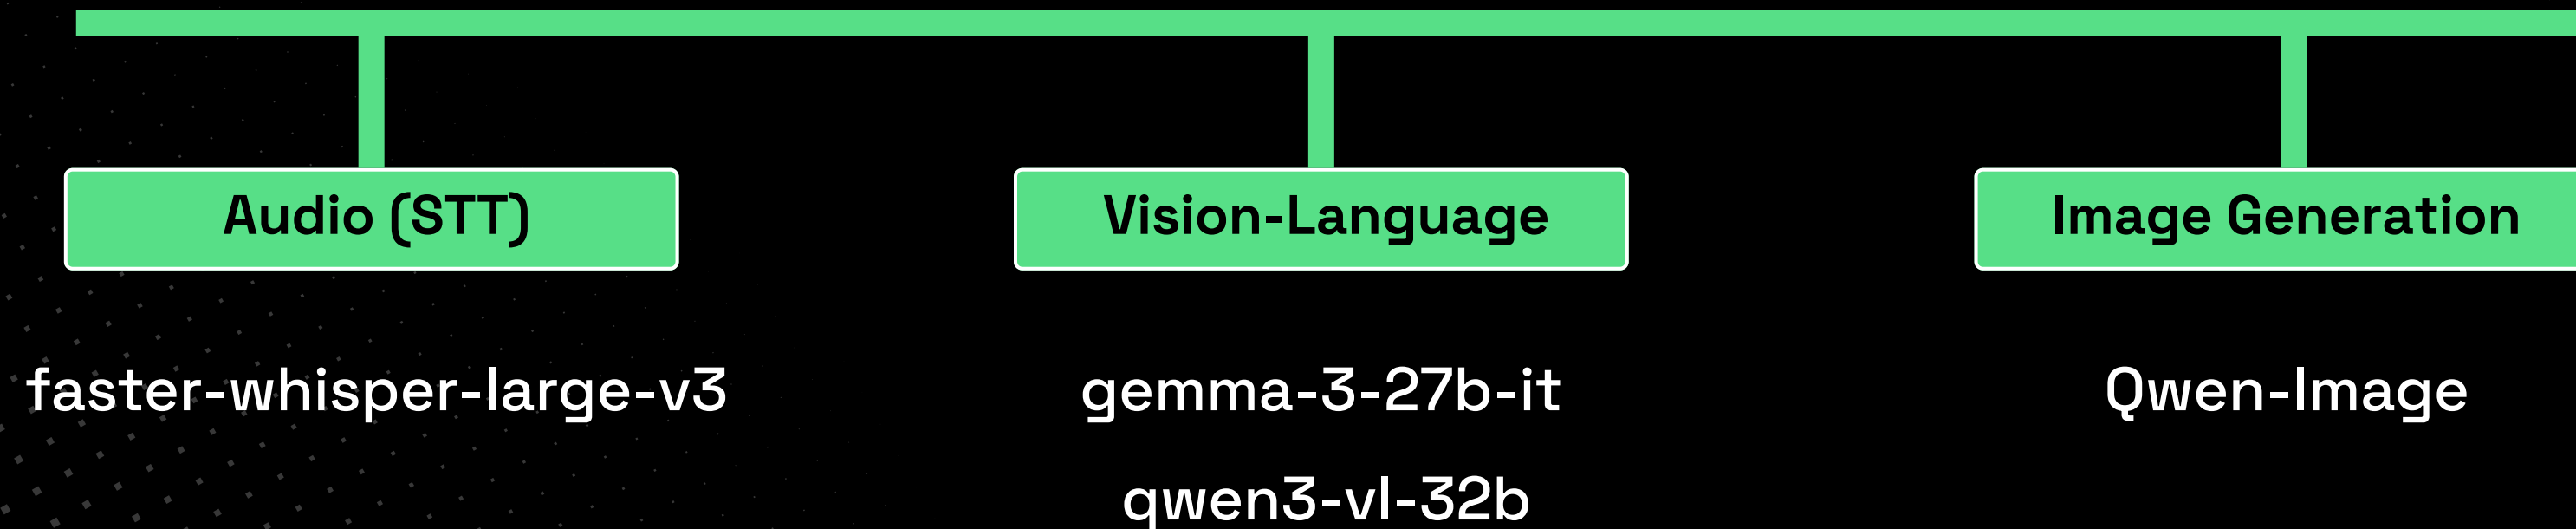 Audio (STT)
Vision-Language
Image Generation
faster-whisper-large-v3
gemma-3-27b-it
Qwen-Image
qwen3-vl-32b